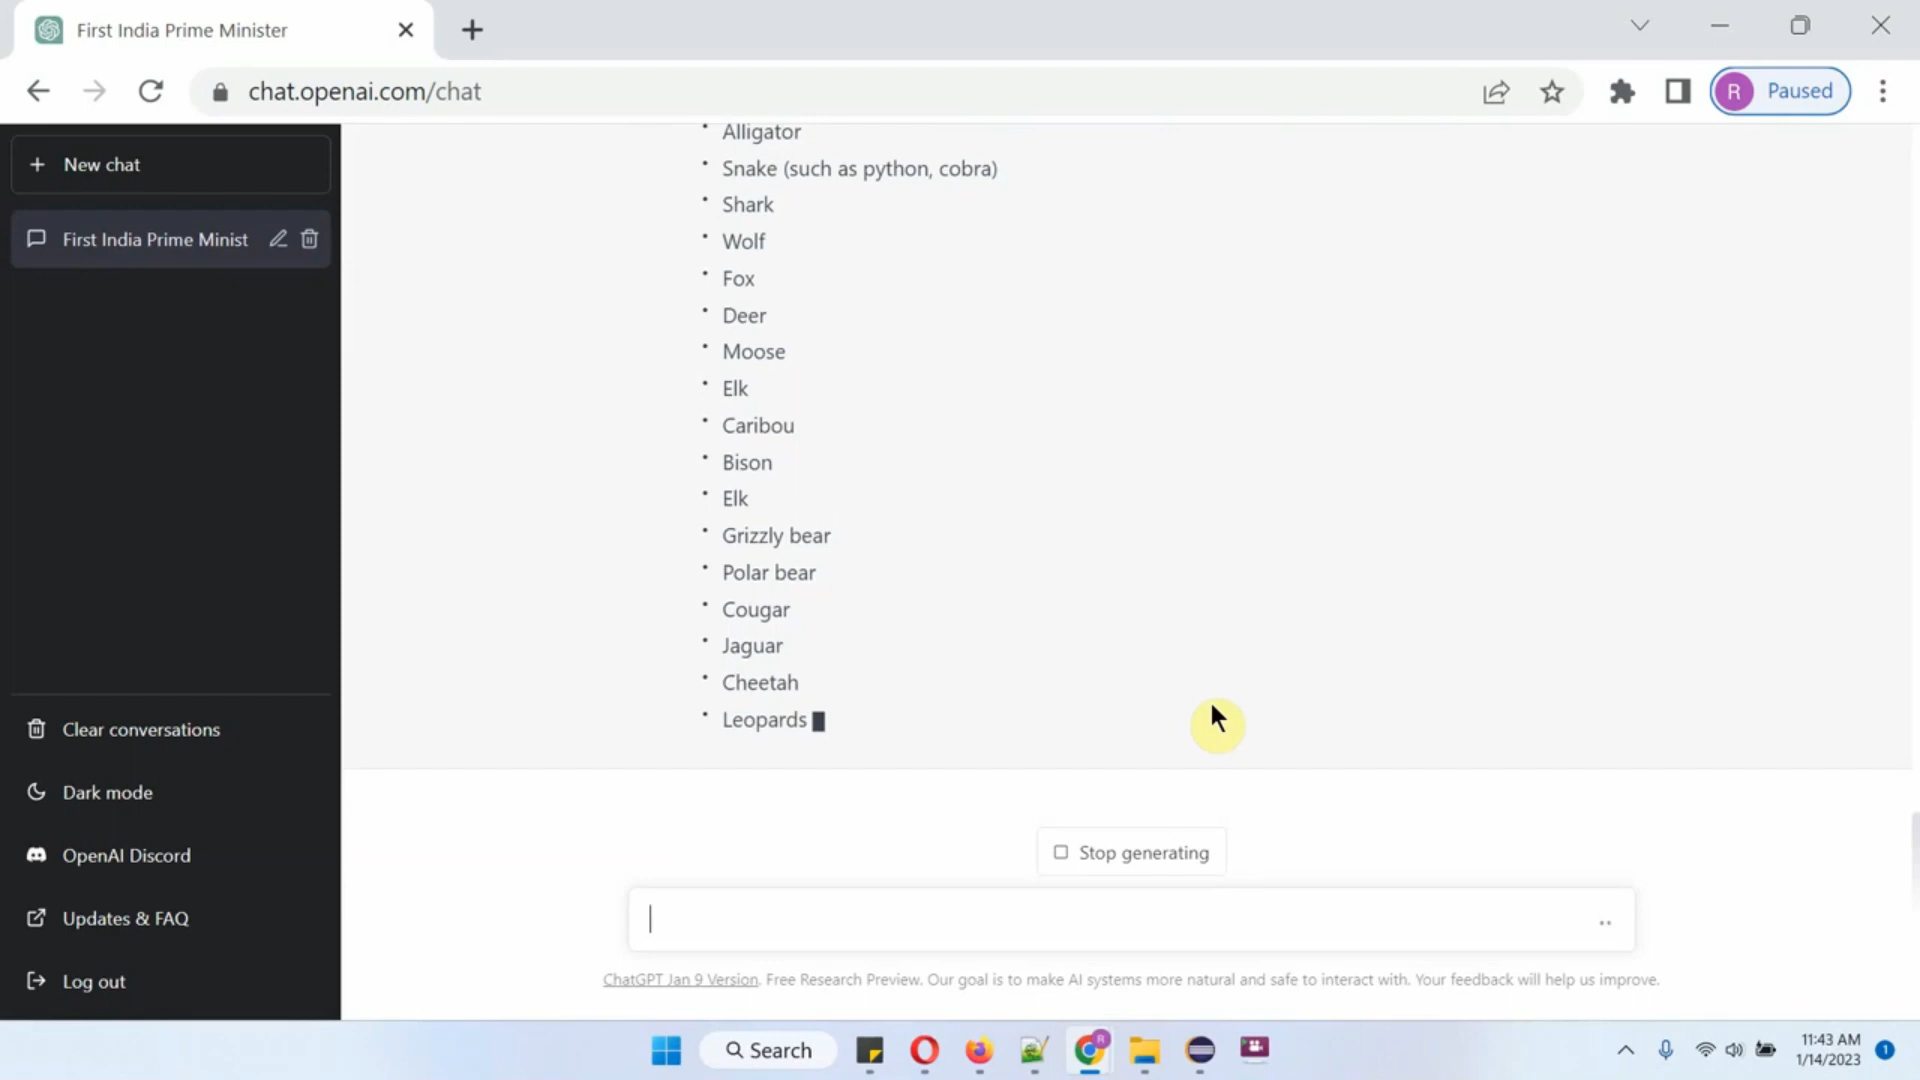 First India Prime Minister
chat.openai.com/chat
R
Paused
New chat
First India Prime Minist
Clear conversations
Dark mode
OpenAI Discord
Updates & FAQ
Log out
Alligator
Snake (such as python, cobra)
Shark
Wolf
Fox
Deer
Moose
Elk
Caribou
Bison
Elk
Grizzly bear
Polar bear
Cougar
Jaguar
Cheetah
Leopards
Stop generating
ChatGPT Jan 9 Version. Free Research Preview. Our goal is to make AI systems more natural and safe to interact with. Your feedback will help us improve.
Search
R
11:43 AM
1/14/2023
1